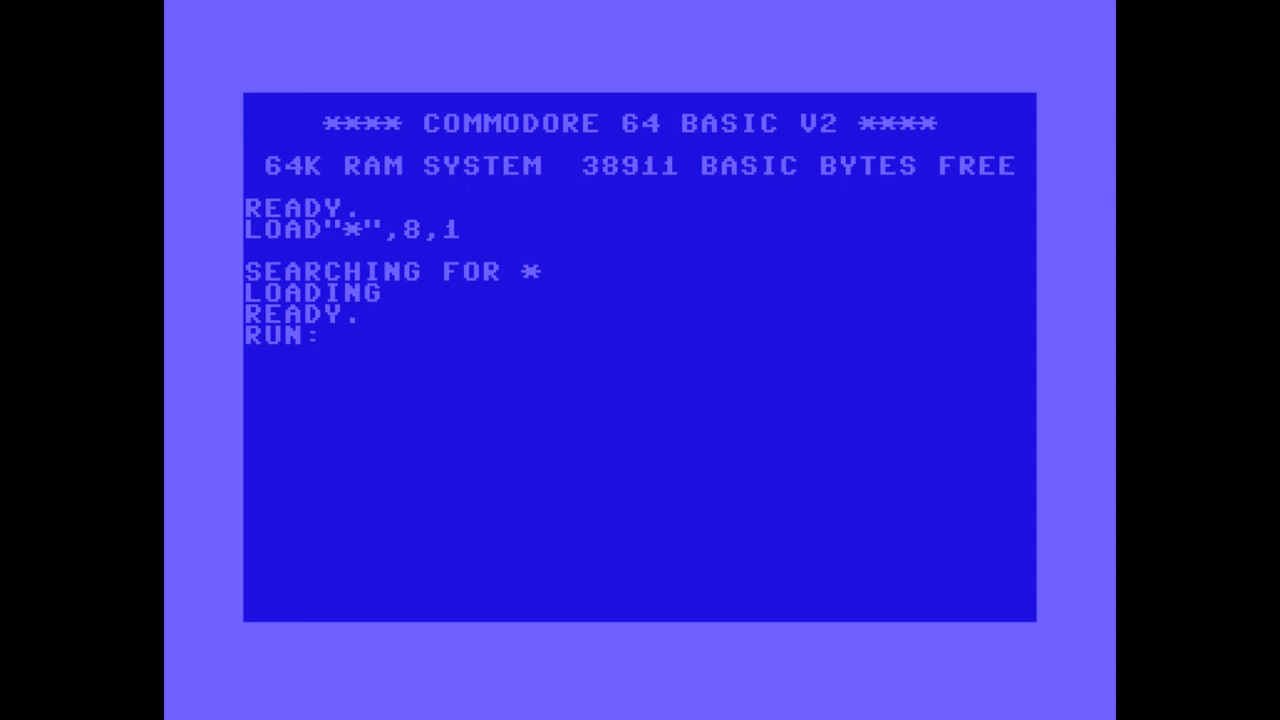 **** COMMODORE 64 BASIC V2 ****
64K RAM SYSTEM  38911 BASIC BYTES FREE
READY.
LOAD"*",8,1
SEARCHING FOR *
LOADING
READY.
RUN: